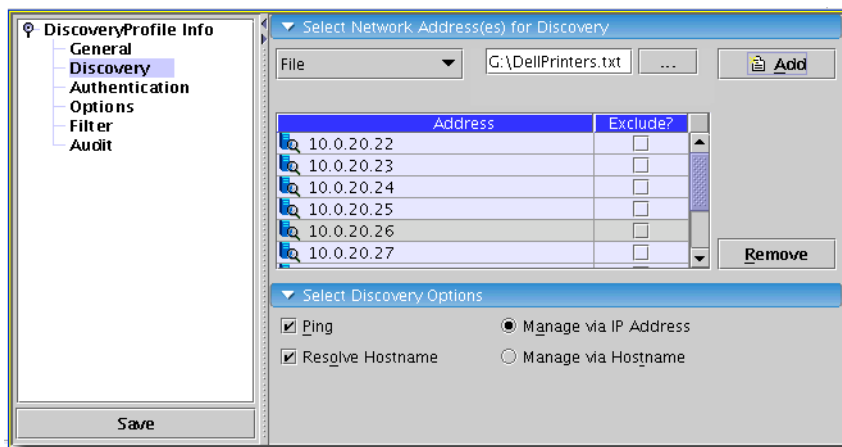 DiscoveryProfile Info
General
Discovery
Authentication
Options
Filter
Audit
Save
Select Network Address(es) for Discovery
File
G:\DellPrinters.txt
...
Add
Address Exclude?
10.0.20.22
10.0.20.23
10.0.20.24
10.0.20.25
10.0.20.26
10.0.20.27
Remove
Select Discovery Options
Ping
Manage via IP Address
Resolve Hostname
Manage via Hostname